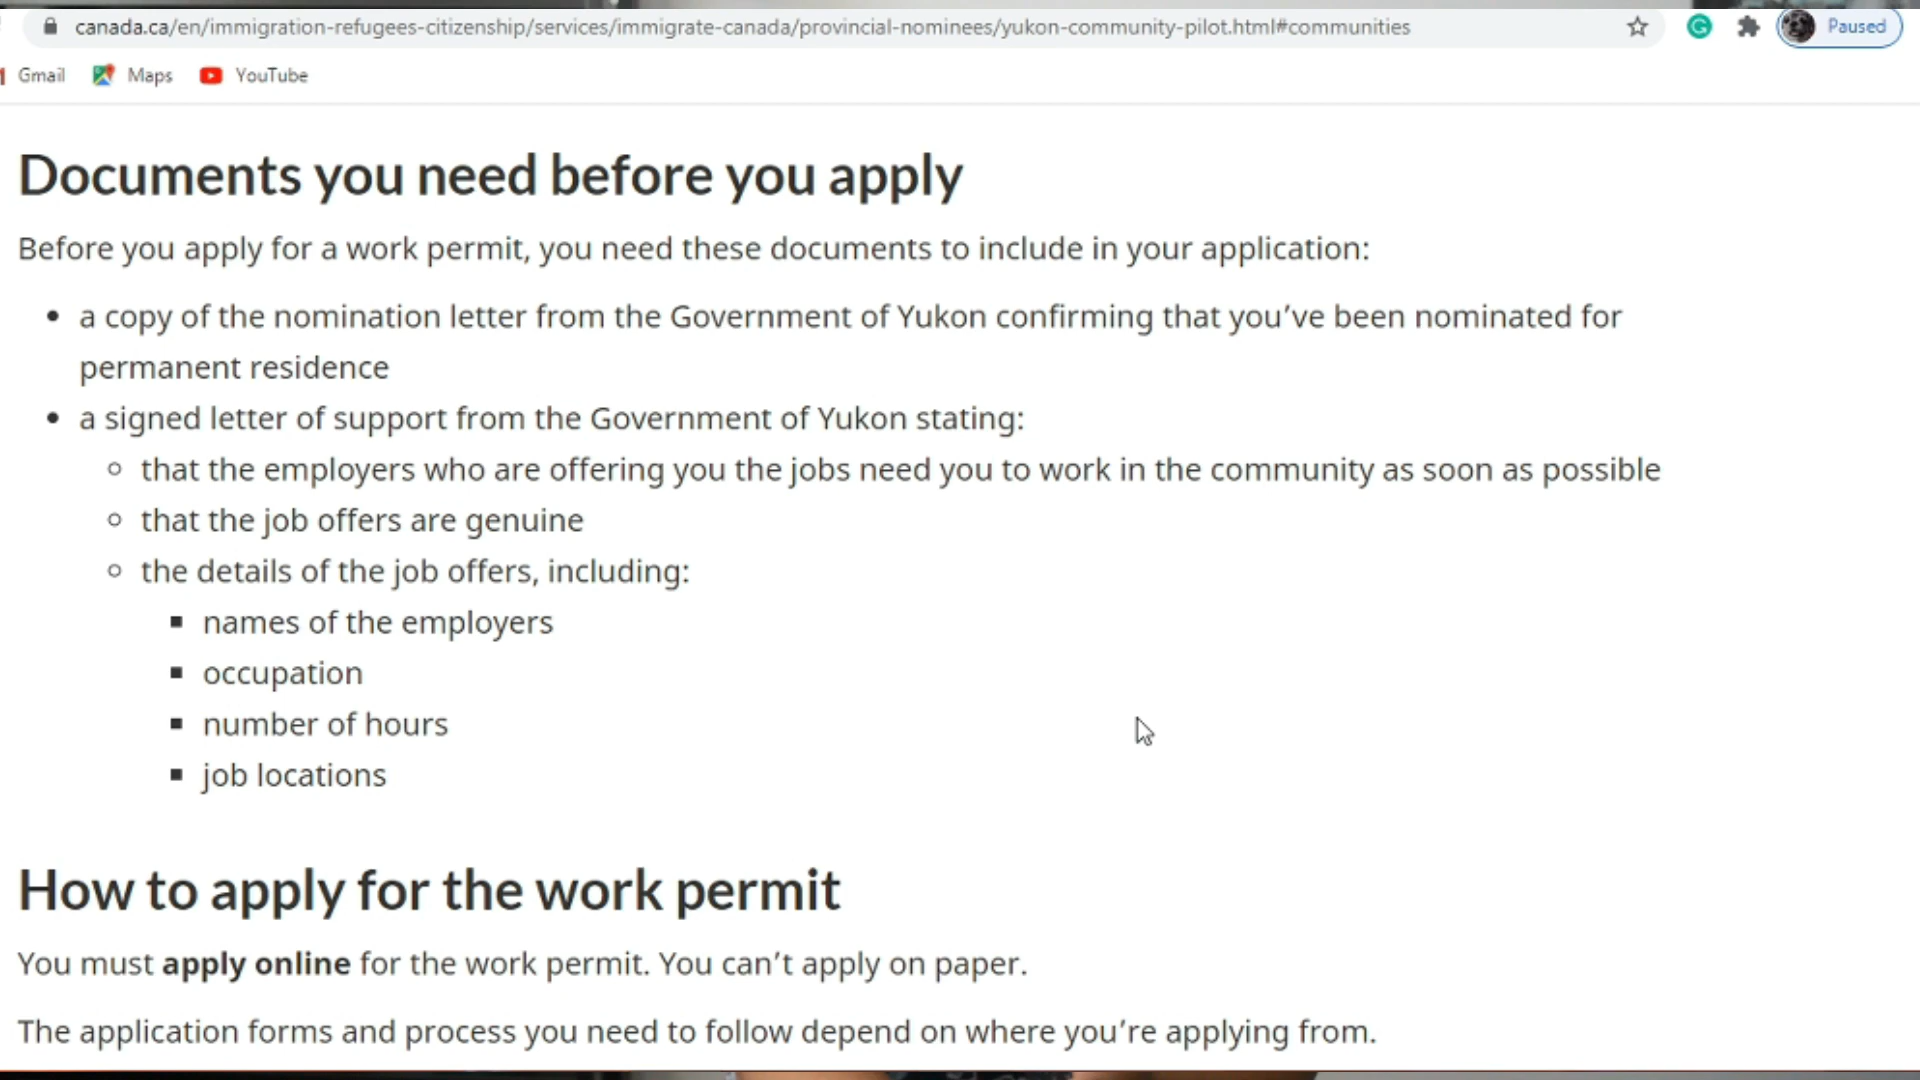 canada.ca/en/immigration-refugees-citizenship/services/immigrate-canada/provincial-nominees/yukon-community-pilot.html#communities
Paused
Gmail
Maps
YouTube
Documents you need before you apply
Before you apply for a work permit, you need these documents to include in your application:
• a copy of the nomination letter from the Government of Yukon confirming that you’ve been nominated for
permanent residence
• a signed letter of support from the Government of Yukon stating:
◦ that the employers who are offering you the jobs need you to work in the community as soon as possible
◦ that the job offers are genuine
◦ the details of the job offers, including:
▪ names of the employers
▪ occupation
▪ number of hours
▪ job locations
How to apply for the work permit
You must apply online for the work permit. You can’t apply on paper.
The application forms and process you need to follow depend on where you’re applying from.